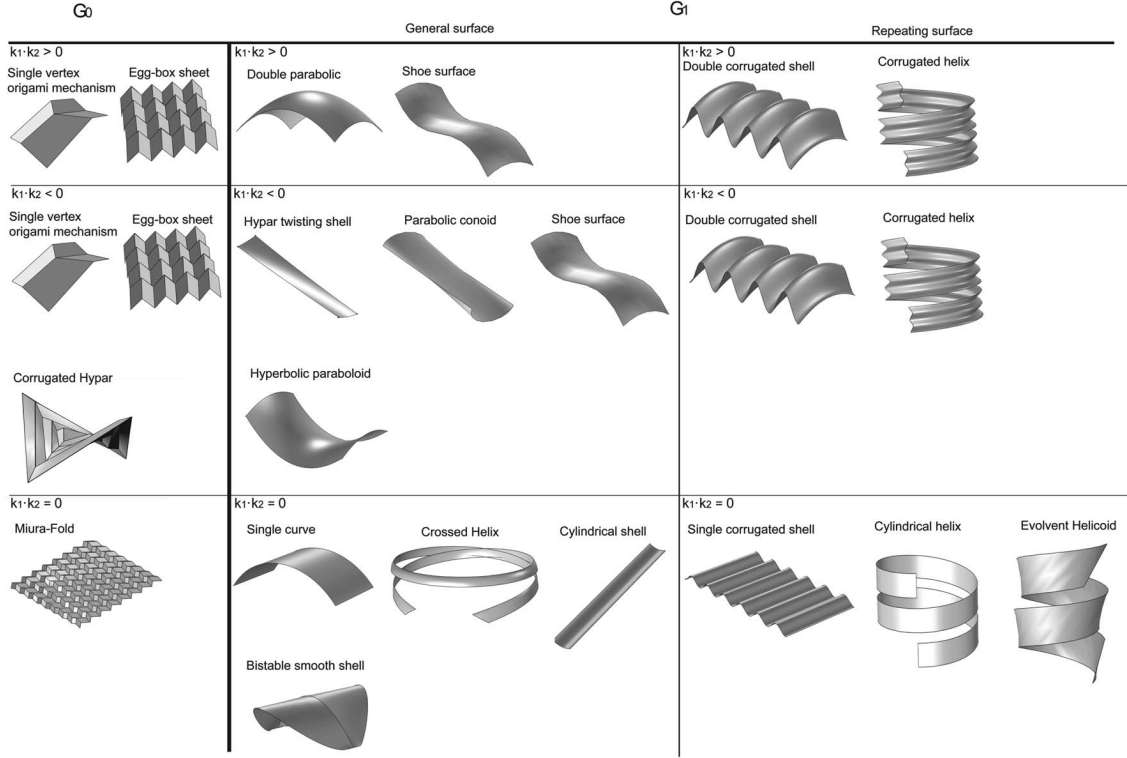 G₀
G₁
General surface
Repeating surface
k₁·k₂ > 0
Single vertex
origami mechanism
Egg-box sheet
k₁·k₂ > 0
Double parabolic
Shoe surface
k₁·k₂ > 0
Double corrugated shell
Corrugated helix
k₁·k₂ < 0
Single vertex
origami mechanism
Egg-box sheet
Corrugated Hypar
k₁·k₂ < 0
Hypar twisting shell
Parabolic conoid
Shoe surface
Hyperbolic paraboloid
k₁·k₂ < 0
Double corrugated shell
Corrugated helix
k₁·k₂ = 0
Miura-Fold
k₁·k₂ = 0
Single curve
Crossed Helix
Cylindrical shell
Bistable smooth shell
k₁·k₂ = 0
Single corrugated shell
Cylindrical helix
Evolvent Helicoid